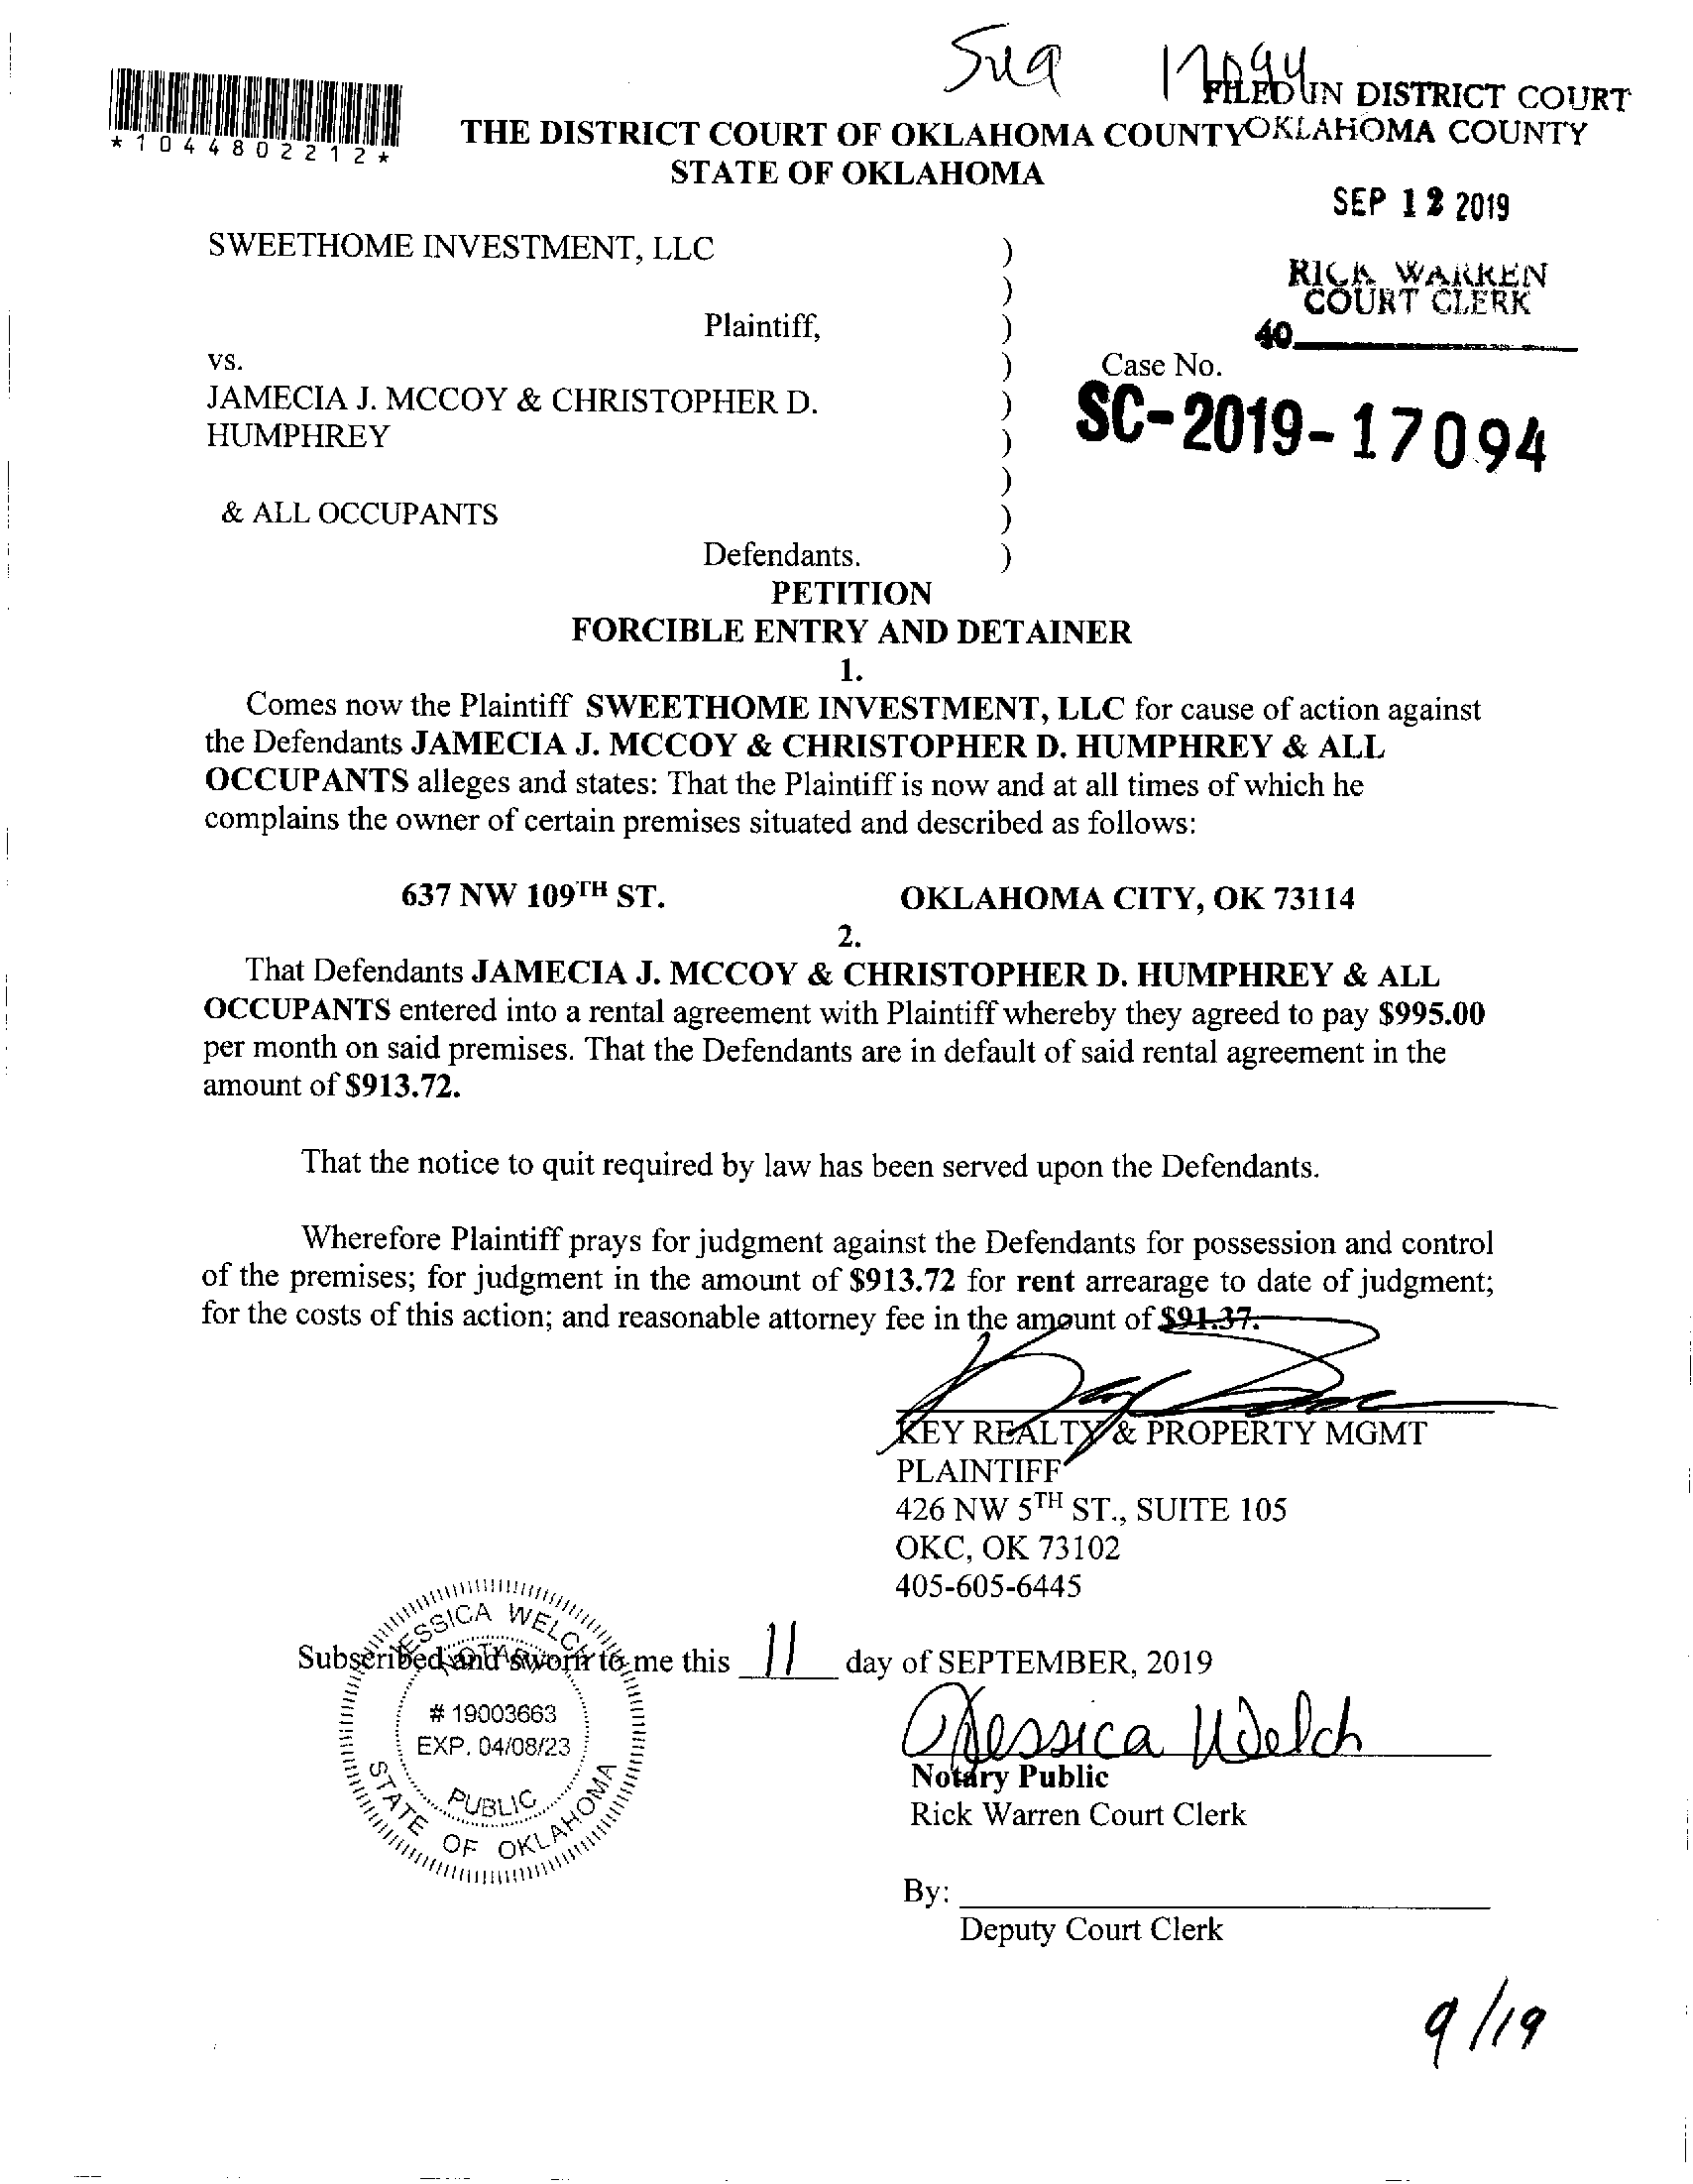 FILED IN DISTRICT COURT
*1044802212*
THE DISTRICT COURT OF OKLAHOMA COUNTY OKLAHOMA COUNTY
STATE OF OKLAHOMA
SEP 12 2019
SWEETHOME INVESTMENT, LLC )
RICK WARREN
COURT CLERK
)
Plaintiff, )
40
vs. ) Case No.
JAMECIA J. MCCOY & CHRISTOPHER D. ) SC-2019-17094
HUMPHREY )
)
& ALL OCCUPANTS )
Defendants. )
PETITION
FORCIBLE ENTRY AND DETAINER
1.
Comes now the Plaintiff SWEETHOME INVESTMENT, LLC for cause of action against
the Defendants JAMECIA J. MCCOY & CHRISTOPHER D. HUMPHREY & ALL
OCCUPANTS alleges and states: That the Plaintiff is now and at all times of which he
complains the owner of certain premises situated and described as follows:
637 NW 109TH ST. OKLAHOMA CITY, OK 73114
2.
That Defendants JAMECIA J. MCCOY & CHRISTOPHER D. HUMPHREY & ALL
OCCUPANTS entered into a rental agreement with Plaintiff whereby they agreed to pay $995.00
per month on said premises. That the Defendants are in default of said rental agreement in the
amount of $913.72.
That the notice to quit required by law has been served upon the Defendants.
Wherefore Plaintiff prays for judgment against the Defendants for possession and control
of the premises; for judgment in the amount of $913.72 for rent arrearage to date of judgment;
for the costs of this action; and reasonable attorney fee in the amount of $91.37.
KEY REALTY & PROPERTY MGMT
PLAINTIFF
426 NW 5TH ST., SUITE 105
OKC, OK 73102
405-605-6445
Subscribed and sworn to me this 11 day of SEPTEMBER, 2019
JESSICA WELCH
NOTARY
# 19003663
EXP. 04/08/23
PUBLIC
STATE OF OKLAHOMA
Jessica Welch
Notary Public
Rick Warren Court Clerk
By:
Deputy Court Clerk
9/19